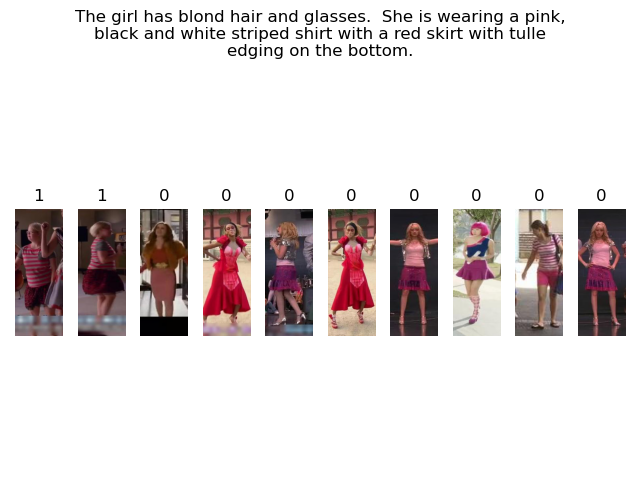 The girl has blond hair and glasses.  She is wearing a pink,
black and white striped shirt with a red skirt with tulle
edging on the bottom.
1 1 0 0 0 0 0 0 0 0